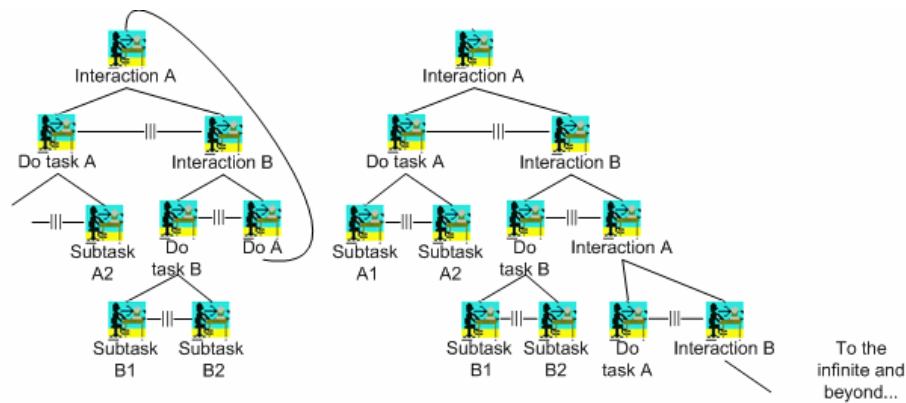 Interaction A
Interaction A
Do task A
|||
Interaction B
Do task A
|||
Interaction B
|||
Subtask
A2
Do
task B
|||
Do A
Subtask
A1
|||
Subtask
A2
Do
task B
|||
Interaction A
Subtask
B1
|||
Subtask
B2
Subtask
B1
|||
Subtask
B2
Do
task A
|||
Interaction B
To the
infinite and
beyond...